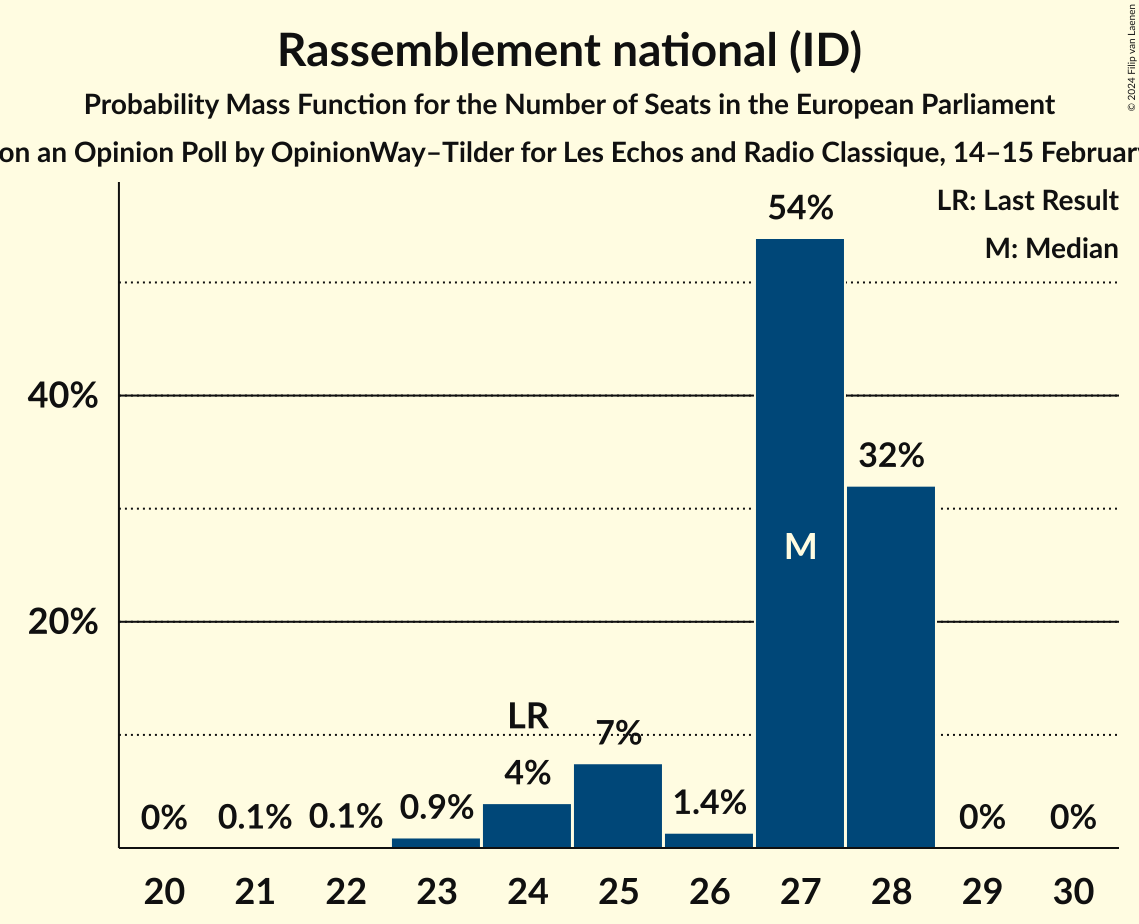 Rassemblement national (ID)
Probability Mass Function for the Number of Seats in the European Parliament
on an Opinion Poll by OpinionWay–Tilder for Les Echos and Radio Classique, 14–15 February
© 2024 Filip van Laenen
LR: Last Result
M: Median
54%
40%
32%
M
20%
LR
7%
4%
0% 0.1% 0.1% 0.9% 1.4% 0% 0%
20 21 22 23 24 25 26 27 28 29 30